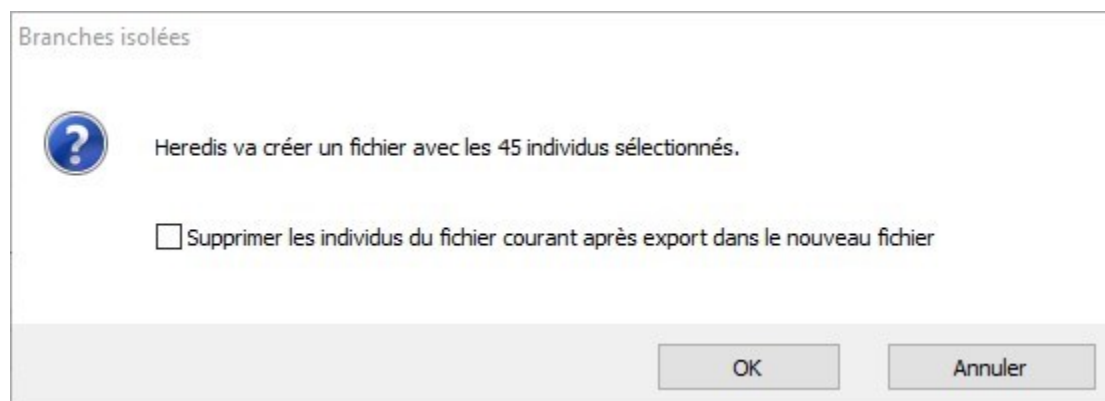 Branches isolées
Heredis va créer un fichier avec les 45 individus sélectionnés.
Supprimer les individus du fichier courant après export dans le nouveau fichier
OK
Annuler